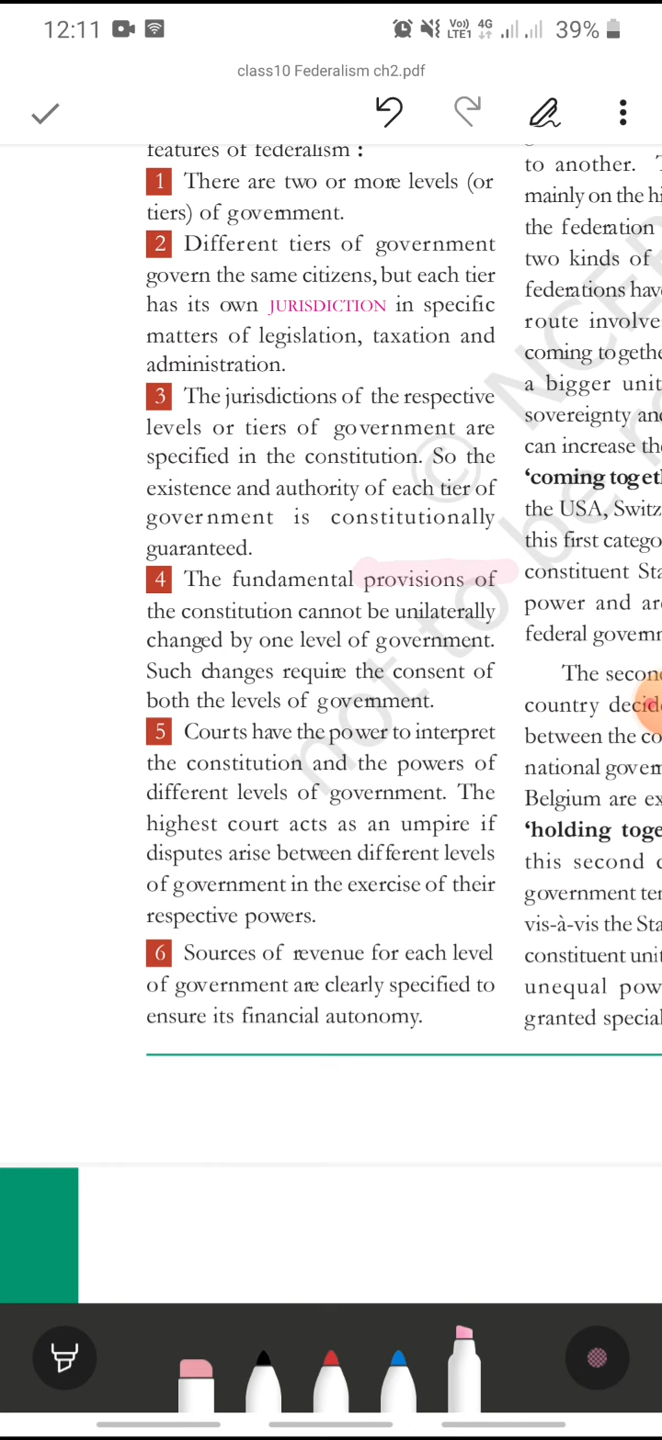 12:11
Vo)) 4G
LTE1 39%
class10 Federalism ch2.pdf
features of federalism :
1 There are two or more levels (or
tiers) of government.
2 Different tiers of government
govern the same citizens, but each tier
has its own JURISDICTION in specific
matters of legislation, taxation and
administration.
3 The jurisdictions of the respective
levels or tiers of government are
specified in the constitution. So the
existence and authority of each tier of
government is constitutionally
guaranteed.
4 The fundamental provisions of
the constitution cannot be unilaterally
changed by one level of government.
Such changes require the consent of
both the levels of government.
5 Courts have the power to interpret
the constitution and the powers of
different levels of government. The
highest court acts as an umpire if
disputes arise between different levels
of government in the exercise of their
respective powers.
6 Sources of revenue for each level
of government are clearly specified to
ensure its financial autonomy.
to another.
mainly on the
the federation
two kinds of
federations
route
coming
a bigger unit
sovereignty
can increase
‘coming
the USA,
this first
constituent
power and
federal
The
country
between the
national
Belgium are
‘holding
this second
government
vis-à-vis the
constituent
unequal
granted
© 
not to be